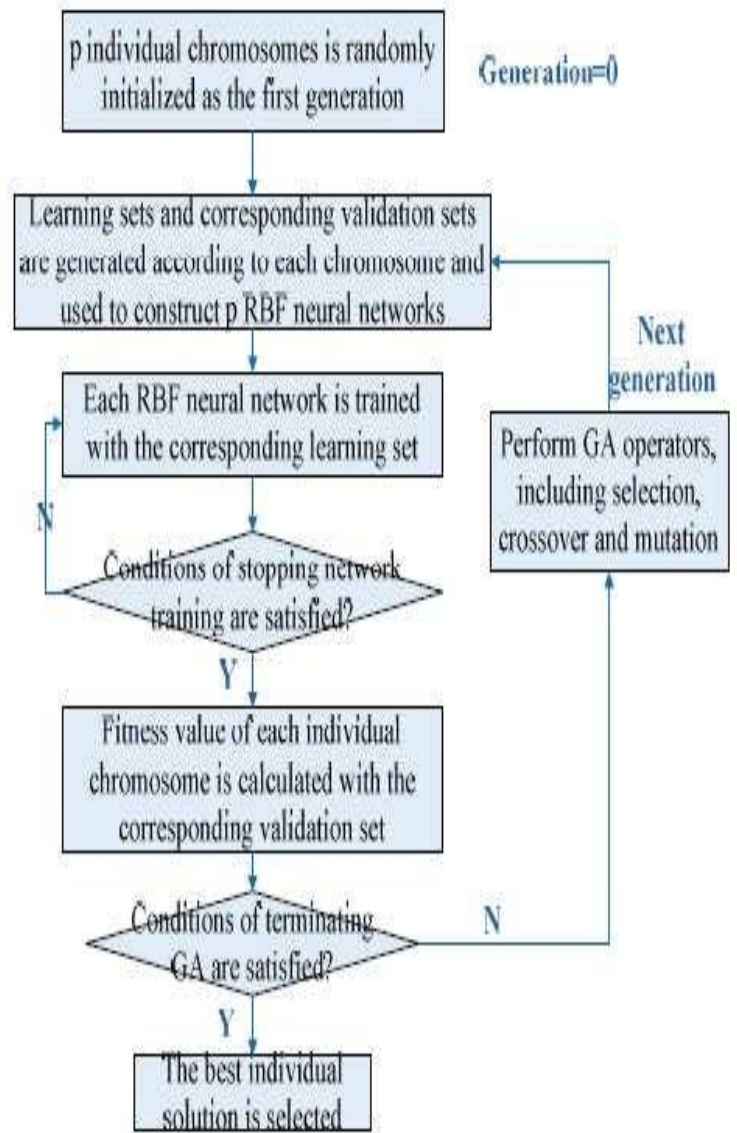 p individual chromosomes is randomly
initialized as the first generation
Generation=0
Learning sets and corresponding validation sets
are generated according to each chromosome and
used to construct p RBF neural networks
Next
generation
Each RBF neural network is trained
with the corresponding learning set
Perform GA operators,
including selection,
crossover and mutation
N
Conditions of stopping network
training are satisfied?
Y
Fitness value of each individual
chromosome is calculated with the
corresponding validation set
Conditions of terminating
GA are satisfied?
N
Y
The best individual
solution is selected